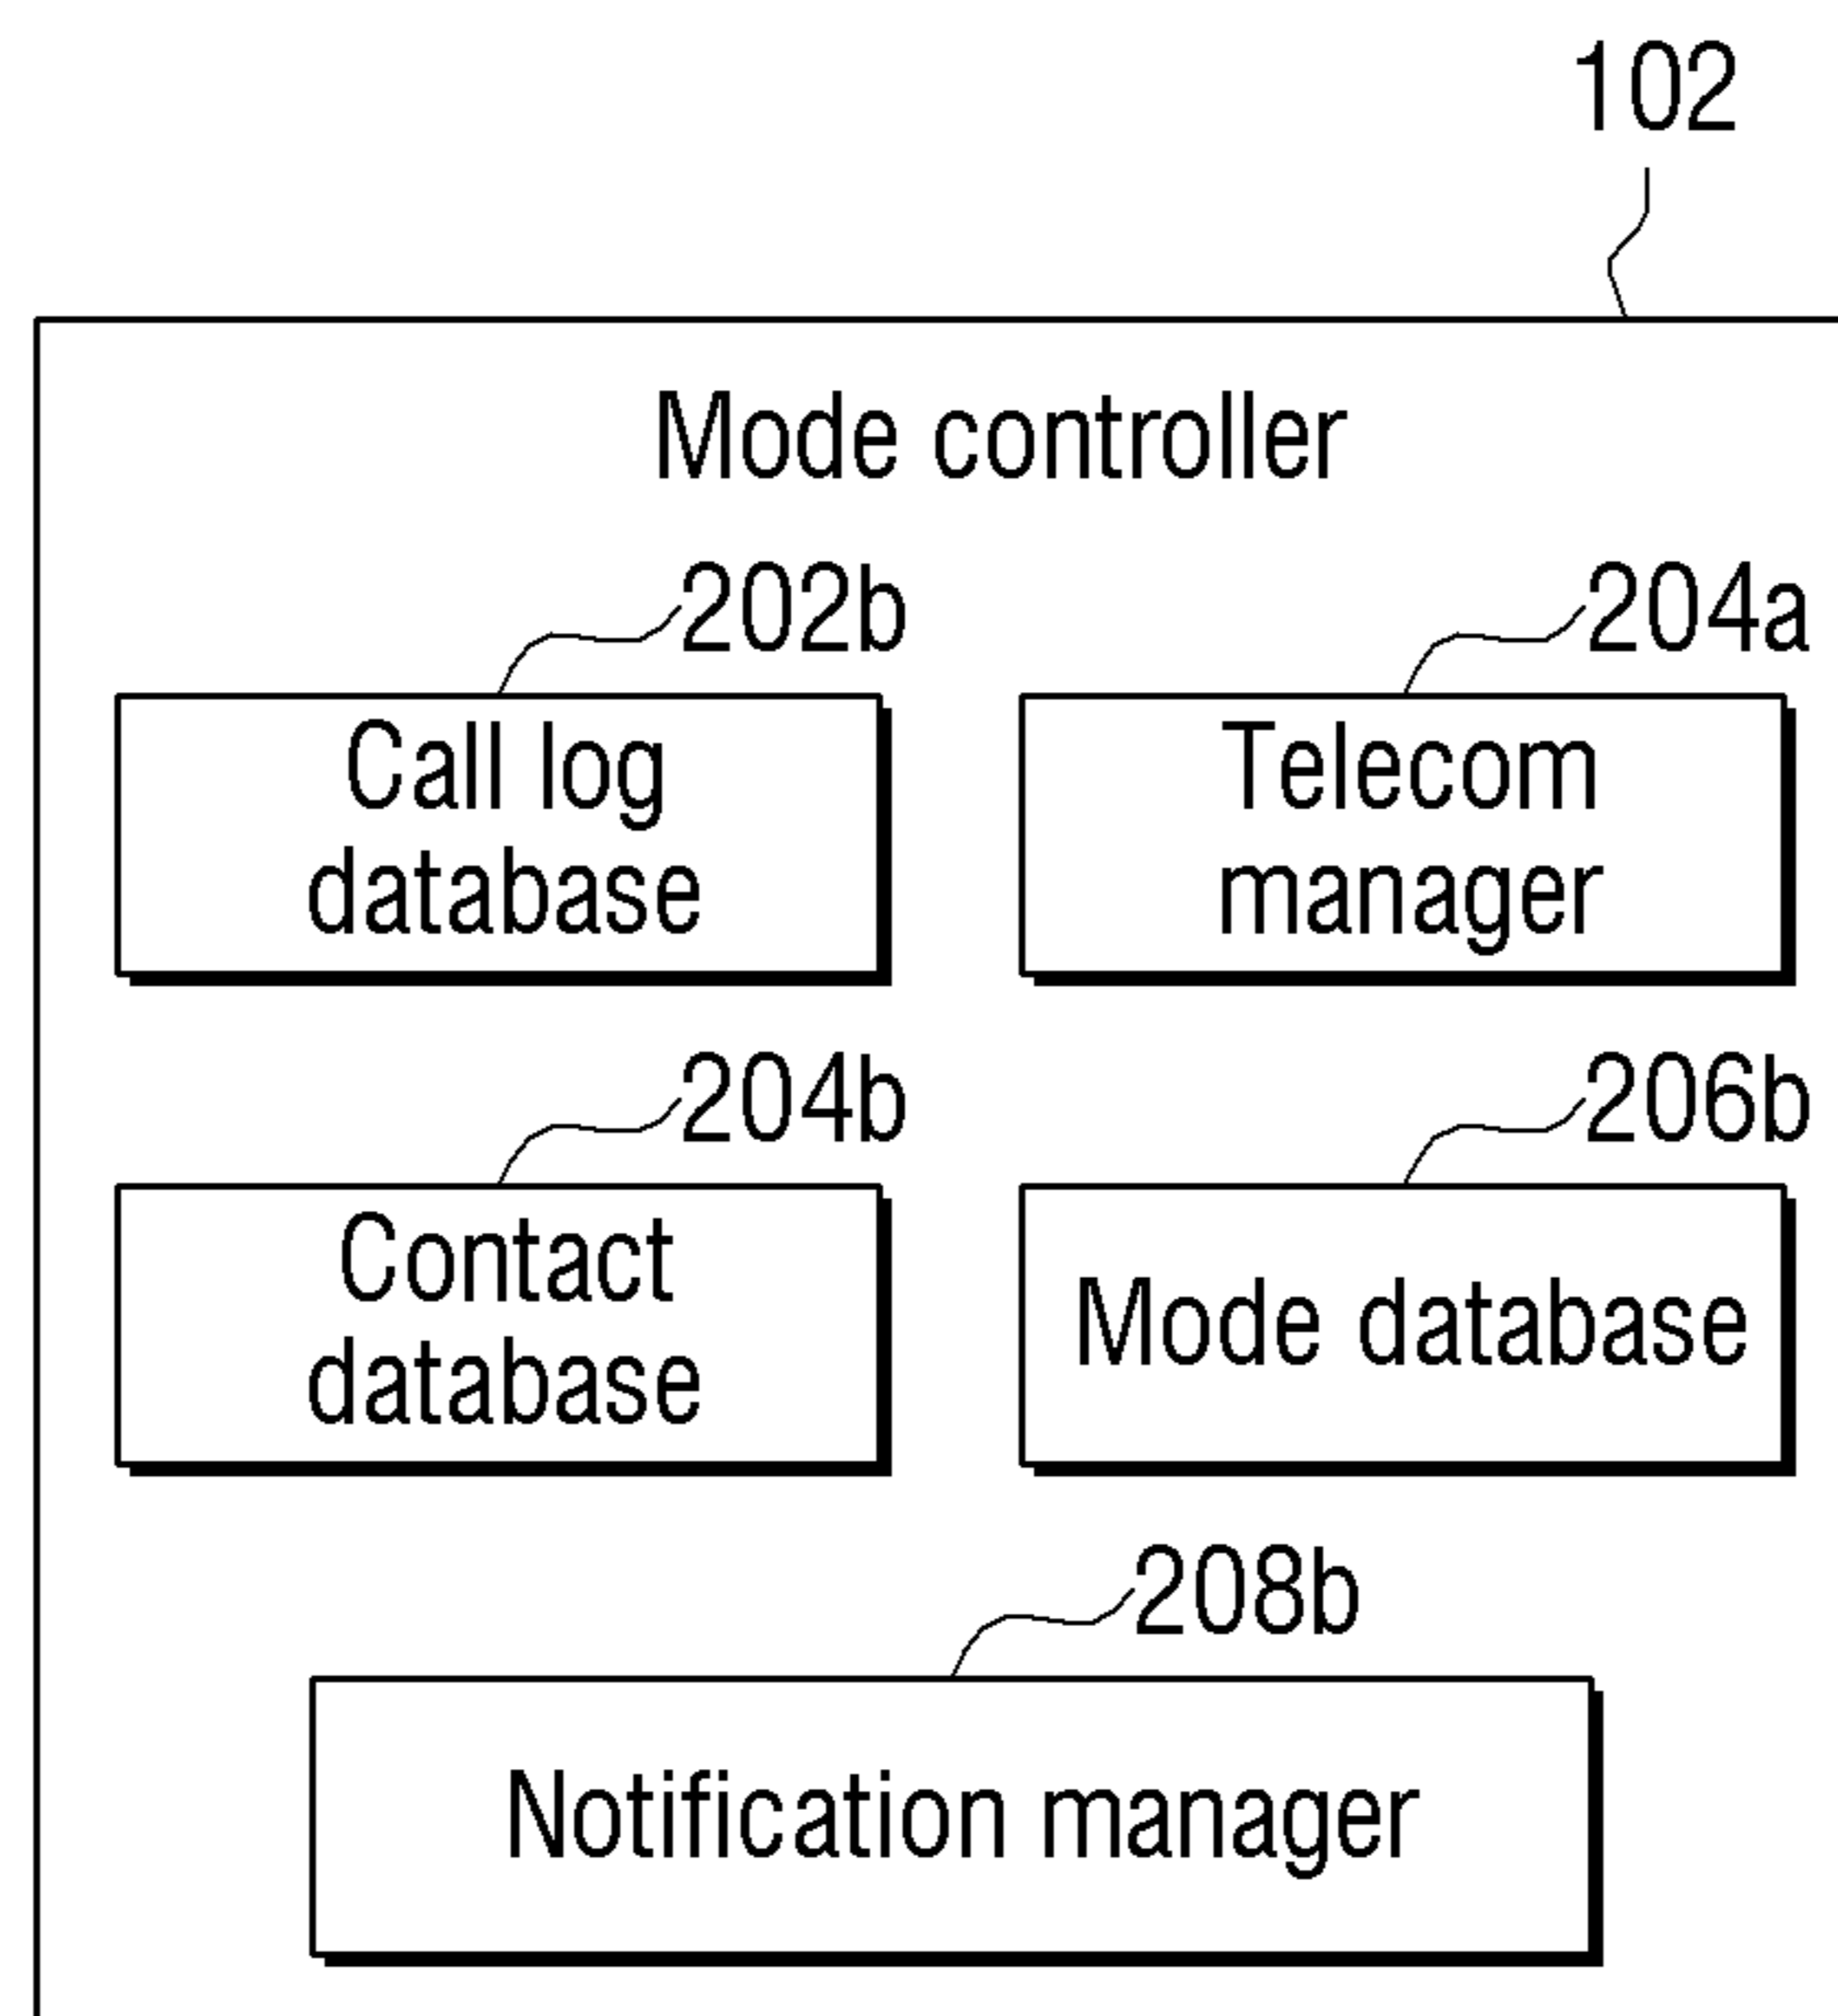 102
Mode controller
202b
204a
Call log
database
Telecom
manager
204b
206b
Contact
database
Mode database
208b
Notification manager